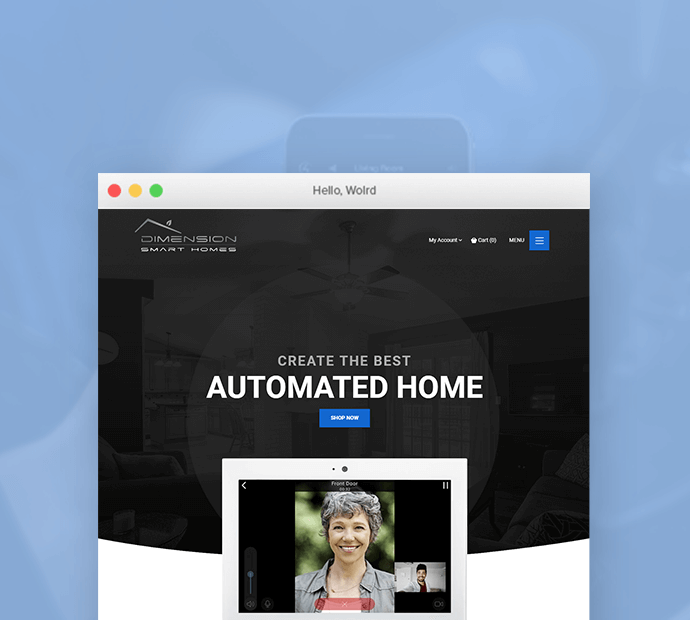 Hello, Wolrd
DIMENSION
SMART HOMES
My Account
Cart (0)
MENU
CREATE THE BEST
AUTOMATED HOME
SHOP NOW
Front Door